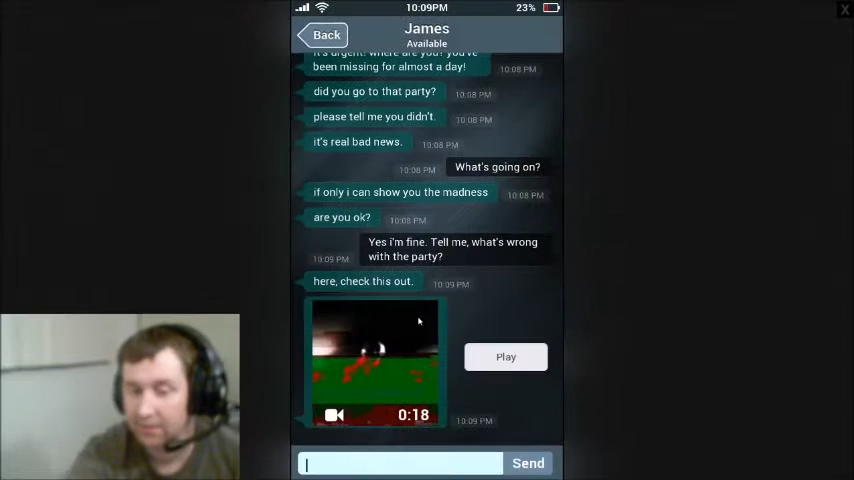 10:09PM
23%
X
Back
James
Available
it's urgent! where are you? you've
been missing for almost a day!
10:08 PM
did you go to that party?
10:08 PM
please tell me you didn't.
10:08 PM
it's real bad news.
10:08 PM
What's going on?
10:08 PM
if only i can show you the madness
10:08 PM
are you ok?
10:08 PM
Yes i'm fine. Tell me, what's wrong
with the party?
10:09 PM
here, check this out.
10:09 PM
Play
0:18
10:09 PM
Send